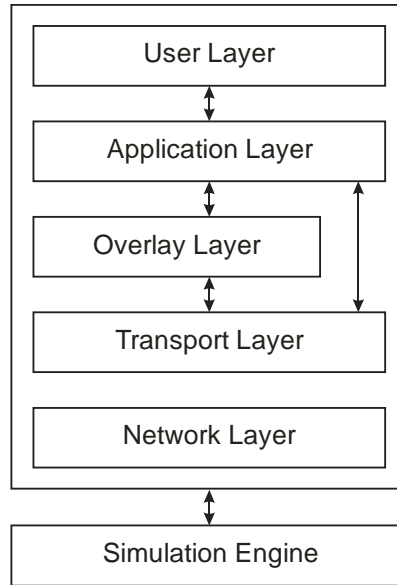 User Layer
Application Layer
Overlay Layer
Transport Layer
Network Layer
Simulation Engine